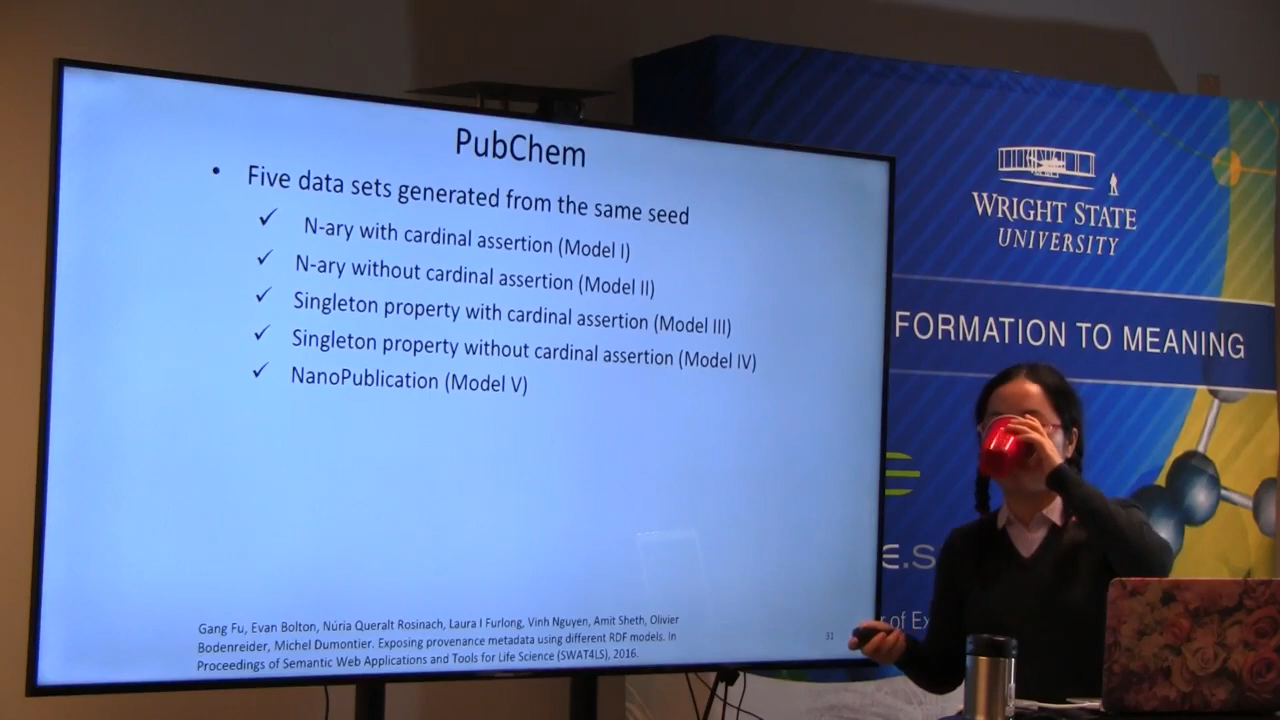 PubChem
• Five data sets generated from the same seed
✓ N-ary with cardinal assertion (Model I)
✓ N-ary without cardinal assertion (Model II)
✓ Singleton property with cardinal assertion (Model III)
✓ Singleton property without cardinal assertion (Model IV)
✓ NanoPublication (Model V)
Gang Fu, Evan Bolton, Núria Queralt Rosinach, Laura I Furlong, Vinh Nguyen, Amit Sheth, Olivier
Bodenreider, Michel Dumontier. Exposing provenance metadata using different RDF models. In
Proceedings of Semantic Web Applications and Tools for Life Science (SWAT4LS), 2016.
31
WRIGHT STATE
UNIVERSITY
FORMATION TO MEANING
E.S
of Ex